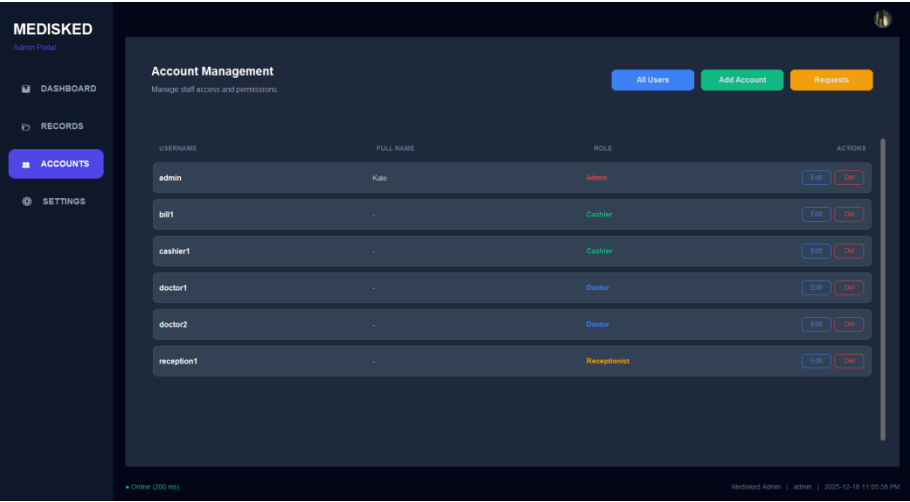 MEDISKED
Admin Portal
DASHBOARD
RECORDS
ACCOUNTS
SETTINGS
Account Management
Manage staff access and permissions.
All Users
Add Account
Requests
USERNAME FULL NAME ROLE ACTIONS
admin Kate Admin Edit Del
bill1 - Cashier Edit Del
cashier1 - Cashier Edit Del
doctor1 - Doctor Edit Del
doctor2 - Doctor Edit Del
reception1 - Receptionist Edit Del
• Online (200 ms)
Medisked Admin | admin | 2025-12-16 11:05:56 PM